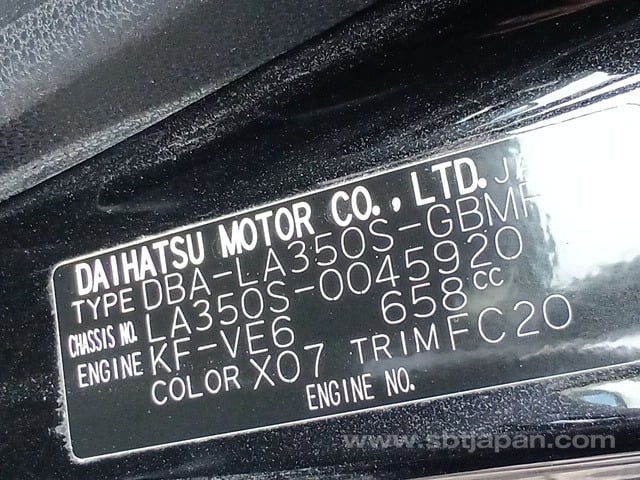 DAIHATSU MOTOR CO., LTD.
TYPE DBA-LA350S-GBMF
CHASSIS NO. LA350S-0045920
ENGINE KF-VE6 658cc
COLOR X07 TRIM FC20
ENGINE NO.
www.sbtjapan.com